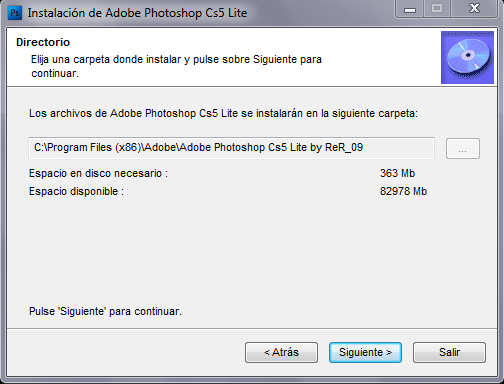 Ps Instalación de Adobe Photoshop Cs5 Lite
Directorio
Elija una carpeta donde instalar y pulse sobre Siguiente para
continuar.
Los archivos de Adobe Photoshop Cs5 Lite se instalarán en la siguiente carpeta:
C:\Program Files (x86)\Adobe\Adobe Photoshop Cs5 Lite by ReR_09 ...
Espacio en disco necesario : 363 Mb
Espacio disponible : 82978 Mb
Pulse 'Siguiente' para continuar.
< Atrás Siguiente > Salir